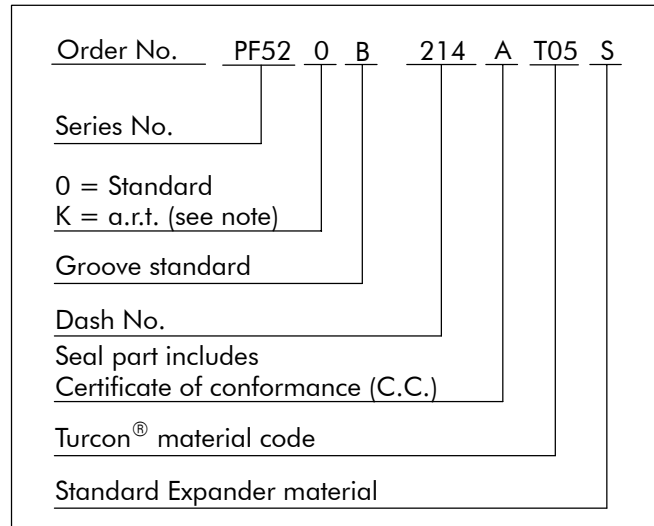 Order No. PF52 0 B 214 A T05 S
Series No.
0 = Standard
K = a.r.t. (see note)
Groove standard
Dash No.
Seal part includes
Certificate of conformance (C.C.)
Turcon® material code
Standard Expander material